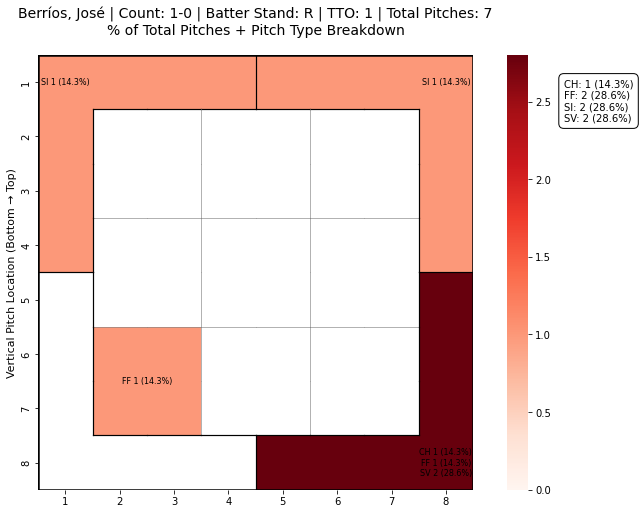 Berríos, José | Count: 1-0 | Batter Stand: R | TTO: 1 | Total Pitches: 7
% of Total Pitches + Pitch Type Breakdown
SI 1 (14.3%)
SI 1 (14.3%)
FF 1 (14.3%)
CH 1 (14.3%)
FF 1 (14.3%)
SV 2 (28.6%)
Vertical Pitch Location (Bottom → Top)
1
2
3
4
5
6
7
8
1
2
3
4
5
6
7
8
2.5
2.0
1.5
1.0
0.5
0.0
CH: 1 (14.3%)
FF: 2 (28.6%)
SI: 2 (28.6%)
SV: 2 (28.6%)